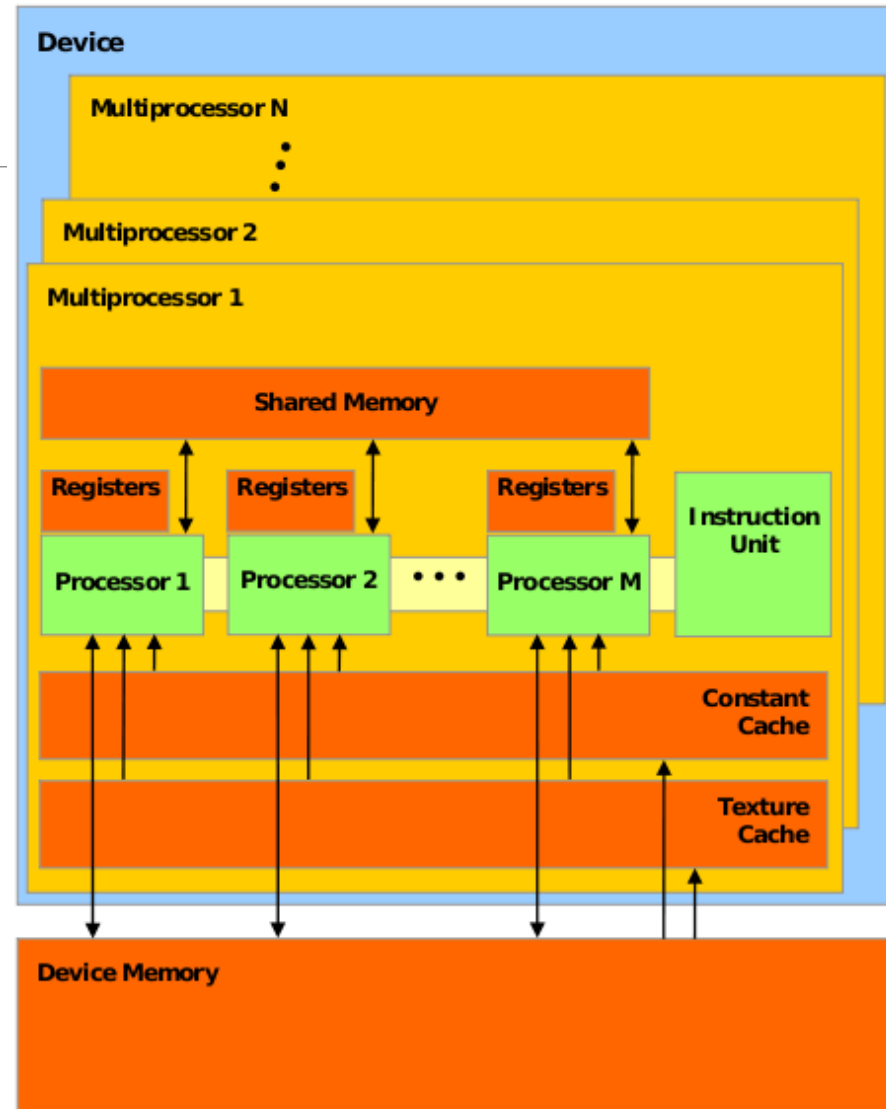 Device
Multiprocessor N
Multiprocessor 2
Multiprocessor 1
Shared Memory
Registers
Registers
Registers
Instruction
Unit
Processor 1
Processor 2
Processor M
Constant
Cache
Texture
Cache
Device Memory